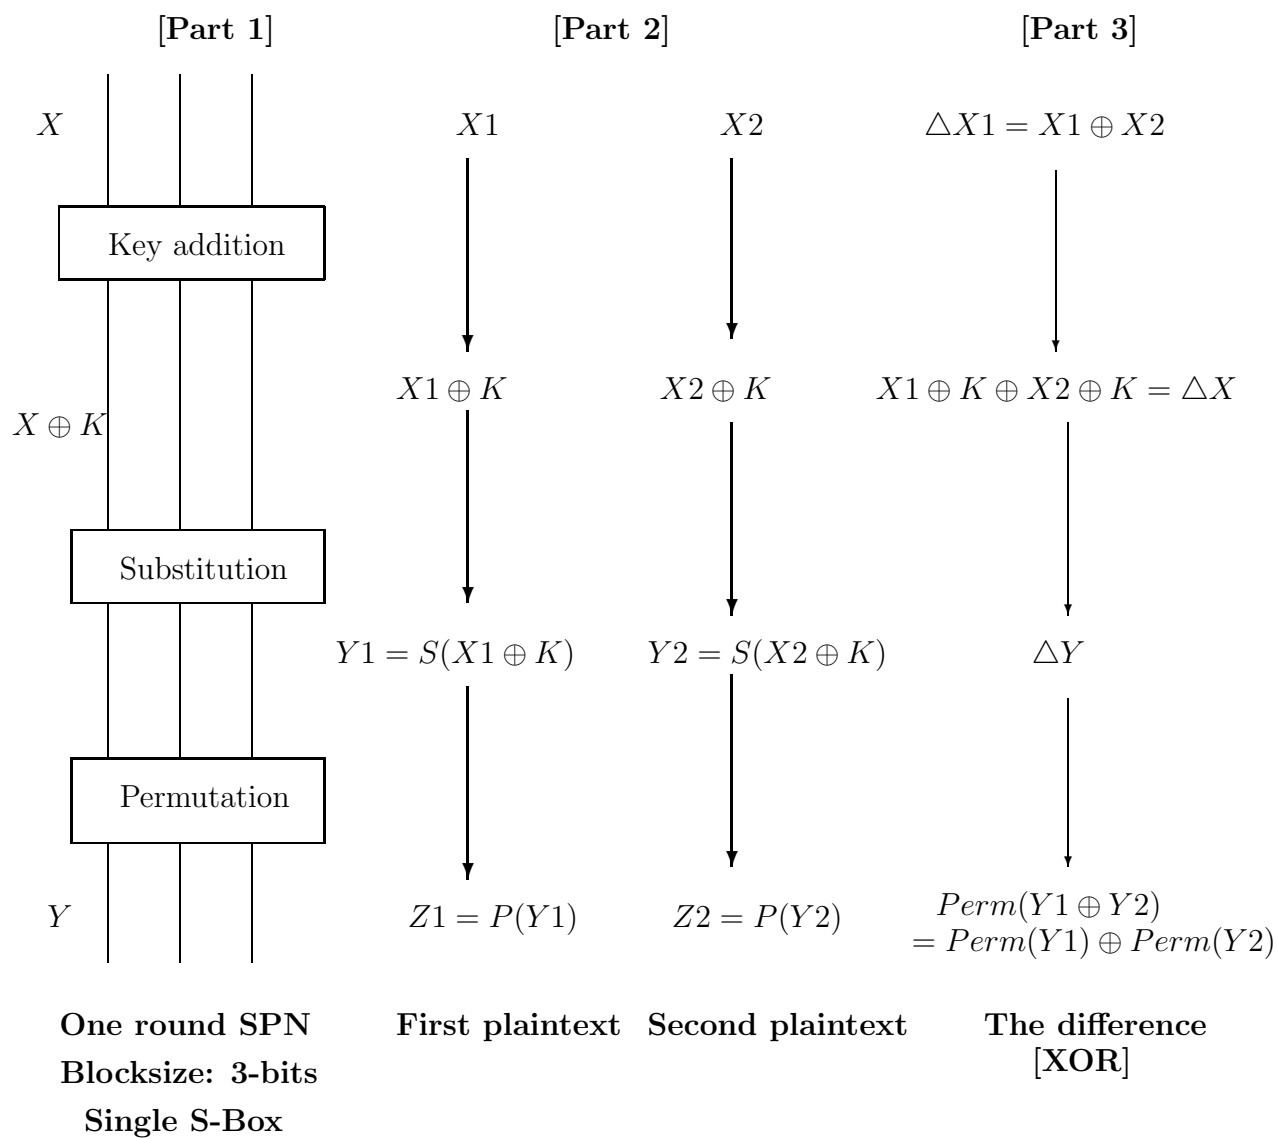 [Part 1] [Part 2] [Part 3]
X X1 X2 △X1 = X1 ⊕ X2
Key addition
X1 ⊕ K X2 ⊕ K X1 ⊕ K ⊕ X2 ⊕ K = △X
X ⊕ K
Substitution
Y1 = S(X1 ⊕ K) Y2 = S(X2 ⊕ K) △Y
Permutation
Y Z1 = P(Y1) Z2 = P(Y2) Perm(Y1 ⊕ Y2)
= Perm(Y1) ⊕ Perm(Y2)
One round SPN First plaintext Second plaintext The difference
[XOR]
Blocksize: 3-bits
Single S-Box